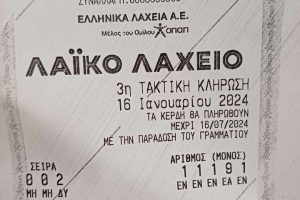 ΕΛΛΗΝΙΚΑ ΛΑΧΕΙΑ Α.Ε.
Μέλος του Ομίλου οπαπ
ΛΑΪΚΟ ΛΑΧΕΙΟ
3η ΤΑΚΤΙΚΗ ΚΛΗΡΩΣΗ
16 Ιανουαρίου 2024
ΤΑ ΚΕΡΔΗ ΘΑ ΠΛΗΡΩΘΟΥΝ
ΜΕΧΡΙ 16/07/2024
ΜΕ ΤΗΝ ΠΑΡΑΔΟΣΗ ΤΟΥ ΓΡΑΜΜΑΤΙΟΥ
ΣΕΙΡΑ
002
ΜΗ ΜΗ ΔΥ
ΑΡΙΘΜΟΣ (ΜΟΝΟΣ)
11191
ΕΝ ΕΝ ΕΝ ΕΑ ΕΝ